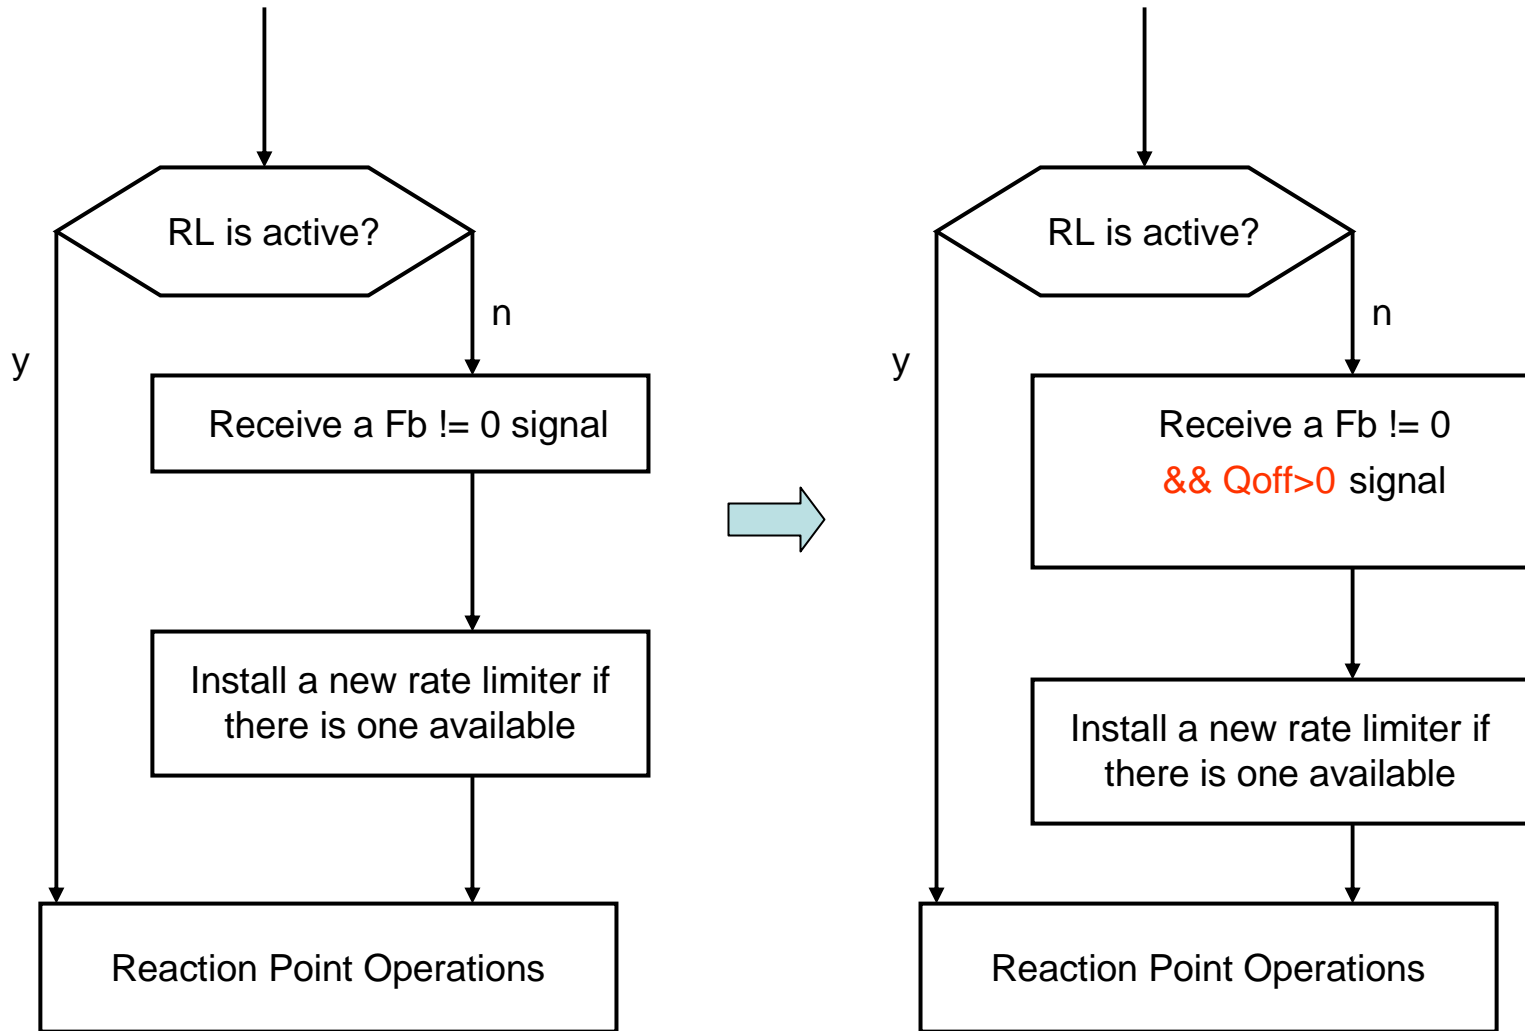 RL is active?
n
y
Receive a Fb != 0 signal
Install a new rate limiter if
there is one available
Reaction Point Operations
RL is active?
n
y
Receive a Fb != 0
&& Qoff>0 signal
Install a new rate limiter if
there is one available
Reaction Point Operations